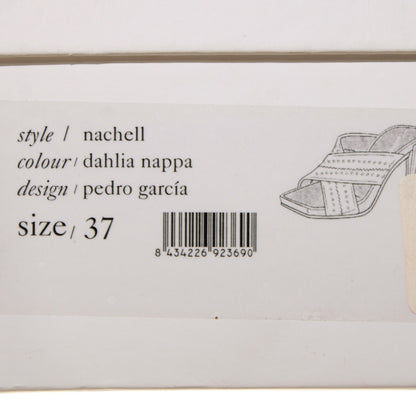 style / nachell
colour / dahlia nappa
design / pedro garcía
size / 37
8 434226 923690